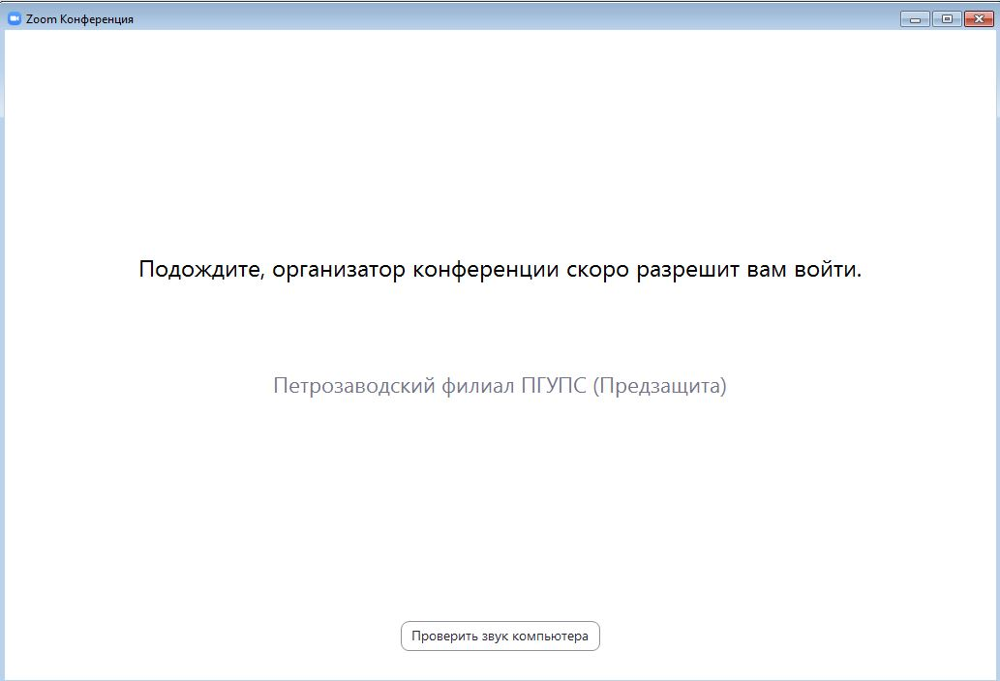 Zoom Конференция
Подождите, организатор конференции скоро разрешит вам войти.
Петрозаводский филиал ПГУПС (Предзащита)
Проверить звук компьютера